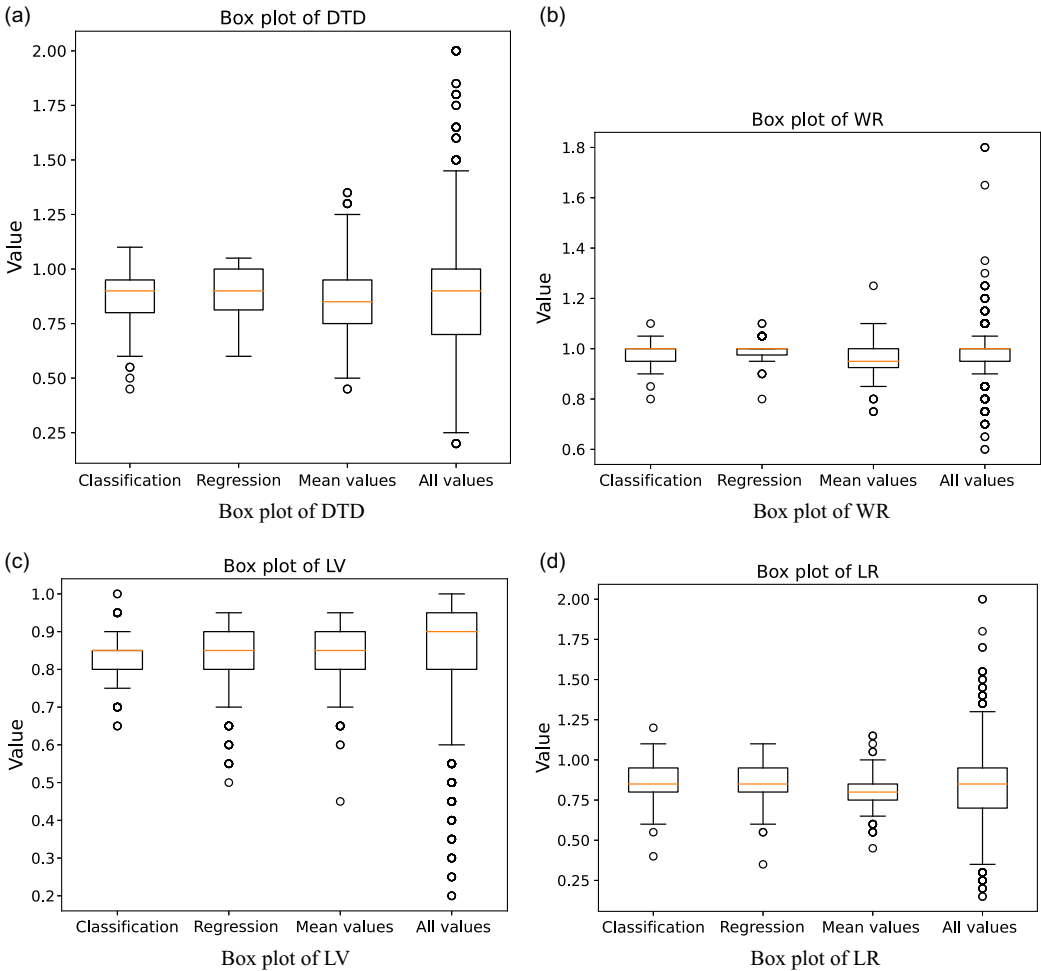 (a)
Box plot of DTD
2.00
1.75
1.50
1.25
1.00
0.75
0.50
0.25
Value
Classification Regression Mean values All values
Box plot of DTD
(b)
Box plot of WR
1.8
1.6
1.4
1.2
1.0
0.8
0.6
Value
Classification Regression Mean values All values
Box plot of WR
(c)
Box plot of LV
1.0
0.9
0.8
0.7
0.6
0.5
0.4
0.3
0.2
Value
Classification Regression Mean values All values
Box plot of LV
(d)
Box plot of LR
2.00
1.75
1.50
1.25
1.00
0.75
0.50
0.25
Value
Classification Regression Mean values All values
Box plot of LR